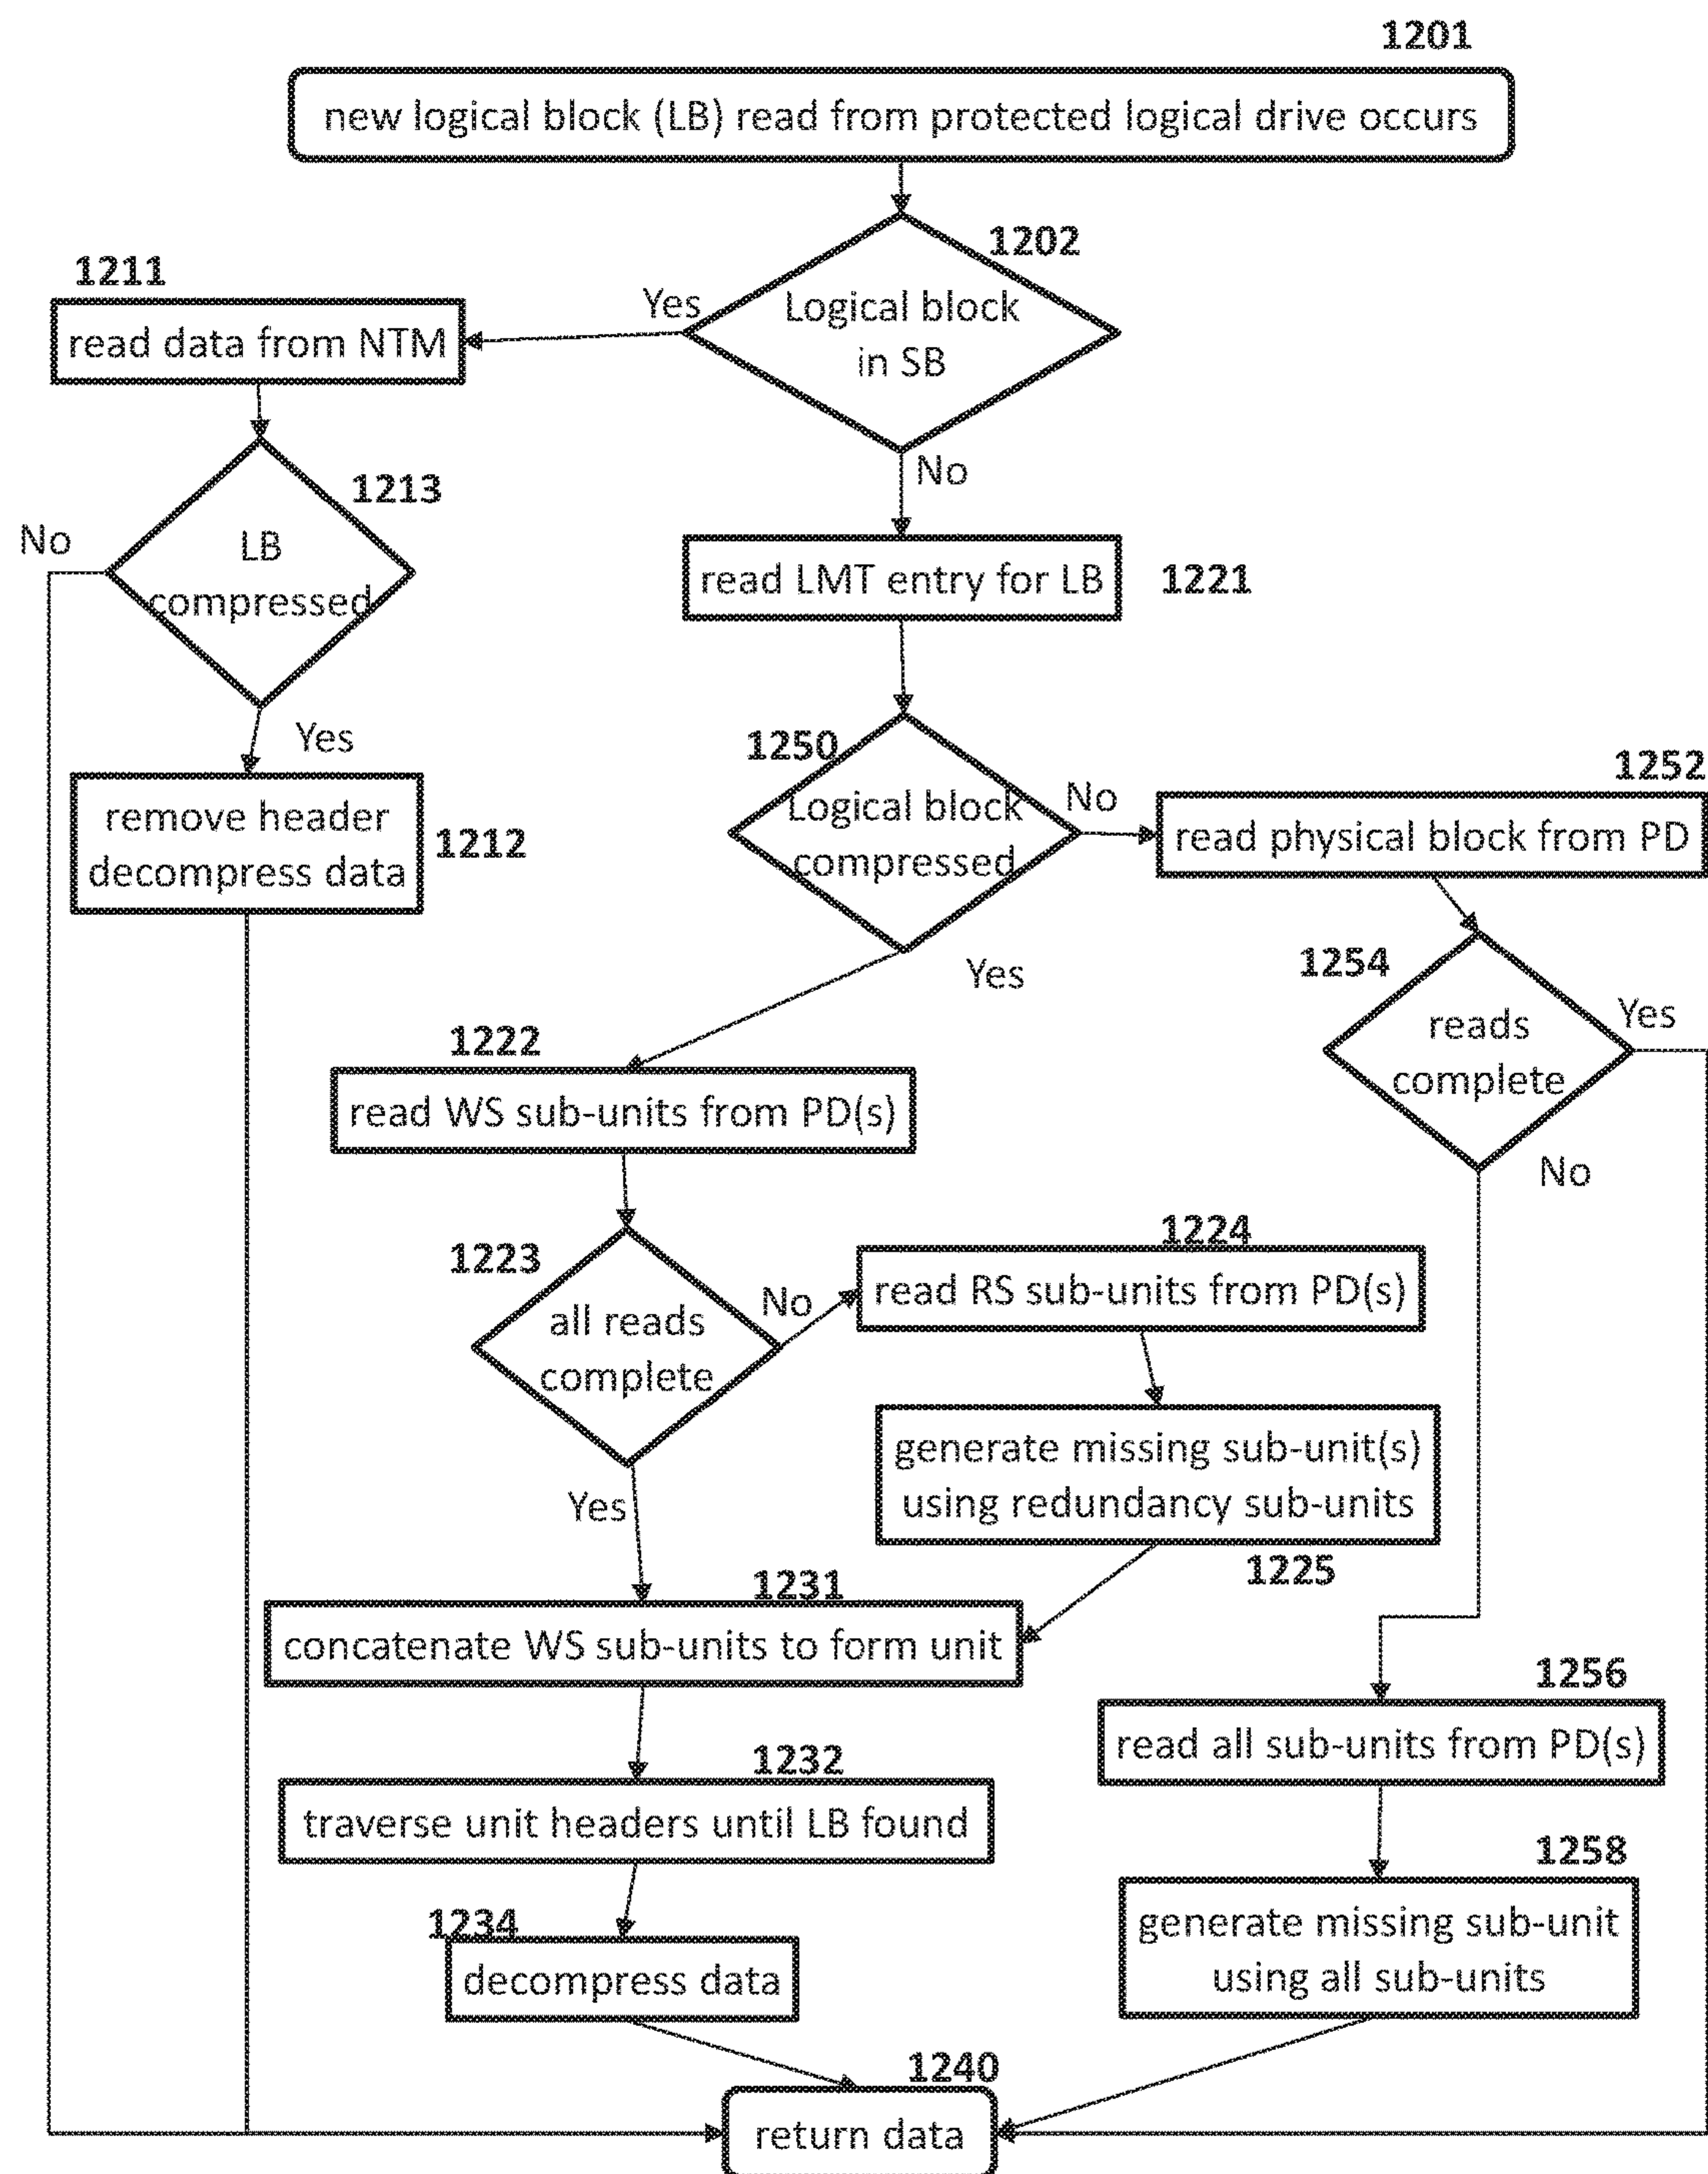 1201
new logical block (LB) read from protected logical drive occurs
1202
Logical block
in SB
Yes
No
1211
read data from NTM
1213
LB
compressed
No
Yes
remove header
decompress data
1212
read LMT entry for LB
1221
1250
Logical block
compressed
No
Yes
1252
read physical block from PD
1254
reads
complete
Yes
No
1222
read WS sub-units from PD(s)
1223
all reads
complete
No
Yes
1224
read RS sub-units from PD(s)
generate missing sub-unit(s)
using redundancy sub-units
1225
1231
concatenate WS sub-units to form unit
1232
traverse unit headers until LB found
1234
decompress data
1256
read all sub-units from PD(s)
1258
generate missing sub-unit
using all sub-units
1240
return data